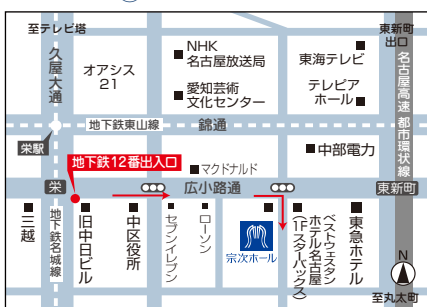 至テレビ塔
久屋大通
オアシス
21
NHK
名古屋放送局
愛知芸術
文化センター
東海テレビ
テレピア
ホール
東新町
出口
名古屋高速 都市環状線
地下鉄東山線
錦通
栄駅
地下鉄12番出入口
マクドナルド
中部電力
栄
広小路通
東新町
三越
地下鉄名城線
旧中日ビル
中区役所
セブンイレブン
ローソン
宗次ホール
ベストウェスタン
ホテル名古屋
(1Fスターバックス)
東急ホテル
N
至丸太町